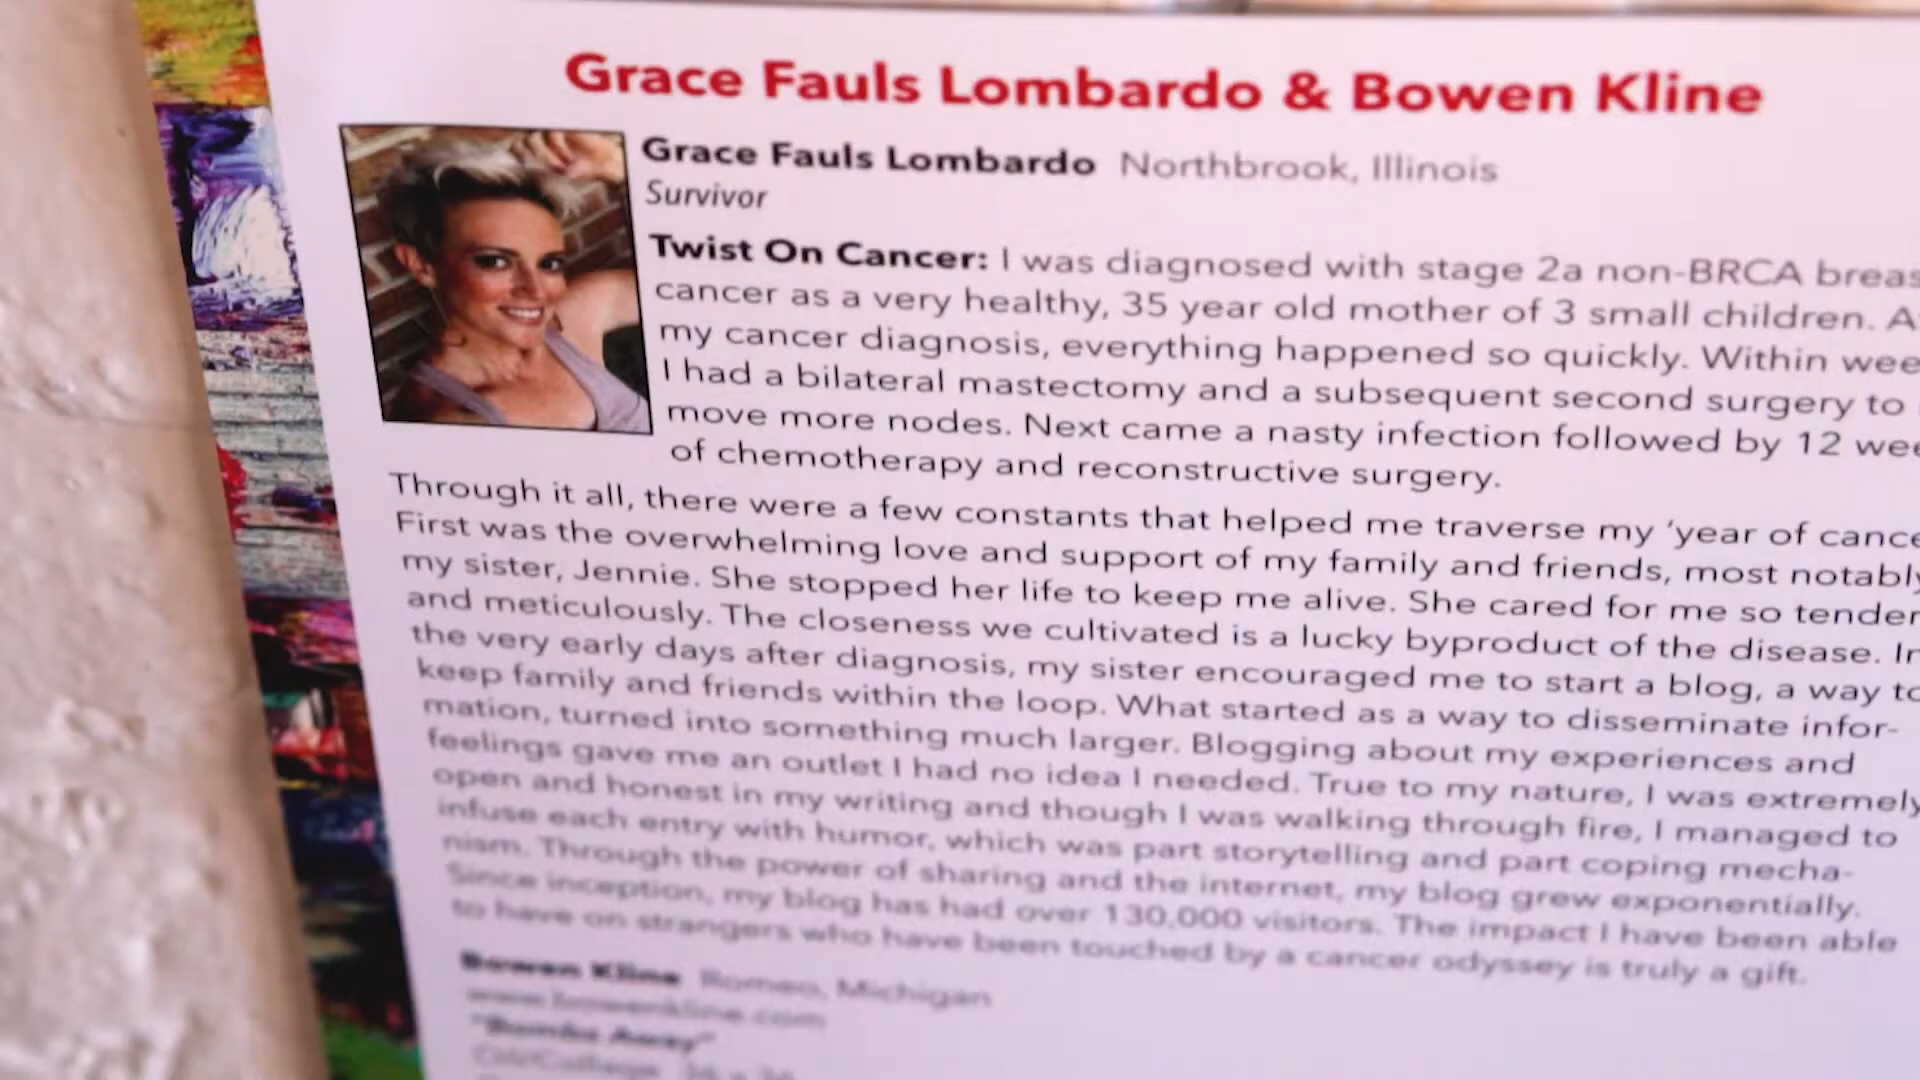 Grace Fauls Lombardo & Bowen Kline
Grace Fauls Lombardo Northbrook, Illinois
Survivor
Twist On Cancer: I was diagnosed with stage 2a non-BRCA breas
cancer as a very healthy, 35 year old mother of 3 small children. A
my cancer diagnosis, everything happened so quickly. Within wee
I had a bilateral mastectomy and a subsequent second surgery to
move more nodes. Next came a nasty infection followed by 12 wee
of chemotherapy and reconstructive surgery.
Through it all, there were a few constants that helped me traverse my ‘year of cance
First was the overwhelming love and support of my family and friends, most notably
my sister, Jennie. She stopped her life to keep me alive. She cared for me so tender
and meticulously. The closeness we cultivated is a lucky byproduct of the disease. In
the very early days after diagnosis, my sister encouraged me to start a blog, a way to
keep family and friends within the loop. What started as a way to disseminate infor-
mation, turned into something much larger. Blogging about my experiences and
feelings gave me an outlet I had no idea I needed. True to my nature, I was extremely
open and honest in my writing and though I was walking through fire, I managed to
infuse each entry with humor, which was part storytelling and part coping mecha-
nism. Through the power of sharing and the internet, my blog grew exponentially.
Since inception, my blog has had over 130,000 visitors. The impact I have been able
to have on strangers who have been touched by a cancer odyssey is truly a gift.
Bowen Kline Romeo, Michigan
www.bowenkline.com
"Bombs Away"